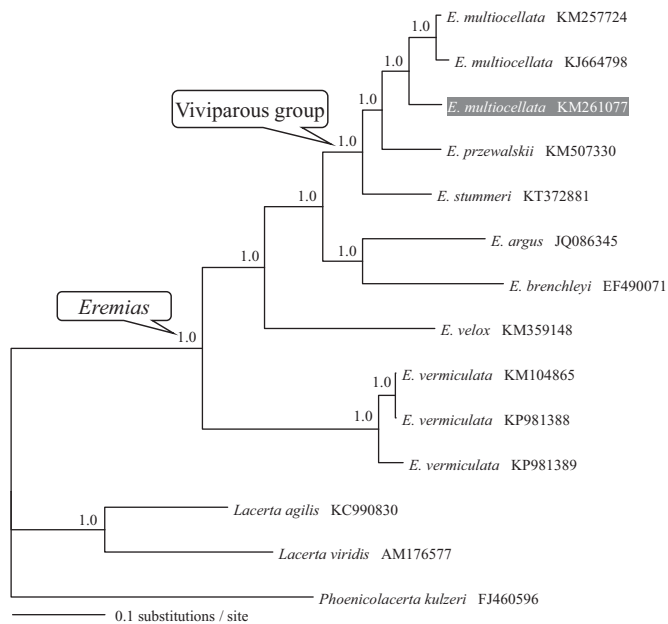 E. multiocellata KM257724
1.0
1.0
E. multiocellata KJ664798
1.0
E. multiocellata KM261077
Viviparous group
1.0
1.0
E. przewalskii KM507330
1.0
E. stummeri KT372881
1.0
E. argus JQ086345
1.0
1.0
E. brenchleyi EF490071
Eremias
E. velox KM359148
1.0
E. vermiculata KM104865
1.0
1.0
E. vermiculata KP981388
E. vermiculata KP981389
Lacerta agilis KC990830
1.0
Lacerta viridis AM176577
Phoenicolacerta kulzeri FJ460596
0.1 substitutions / site